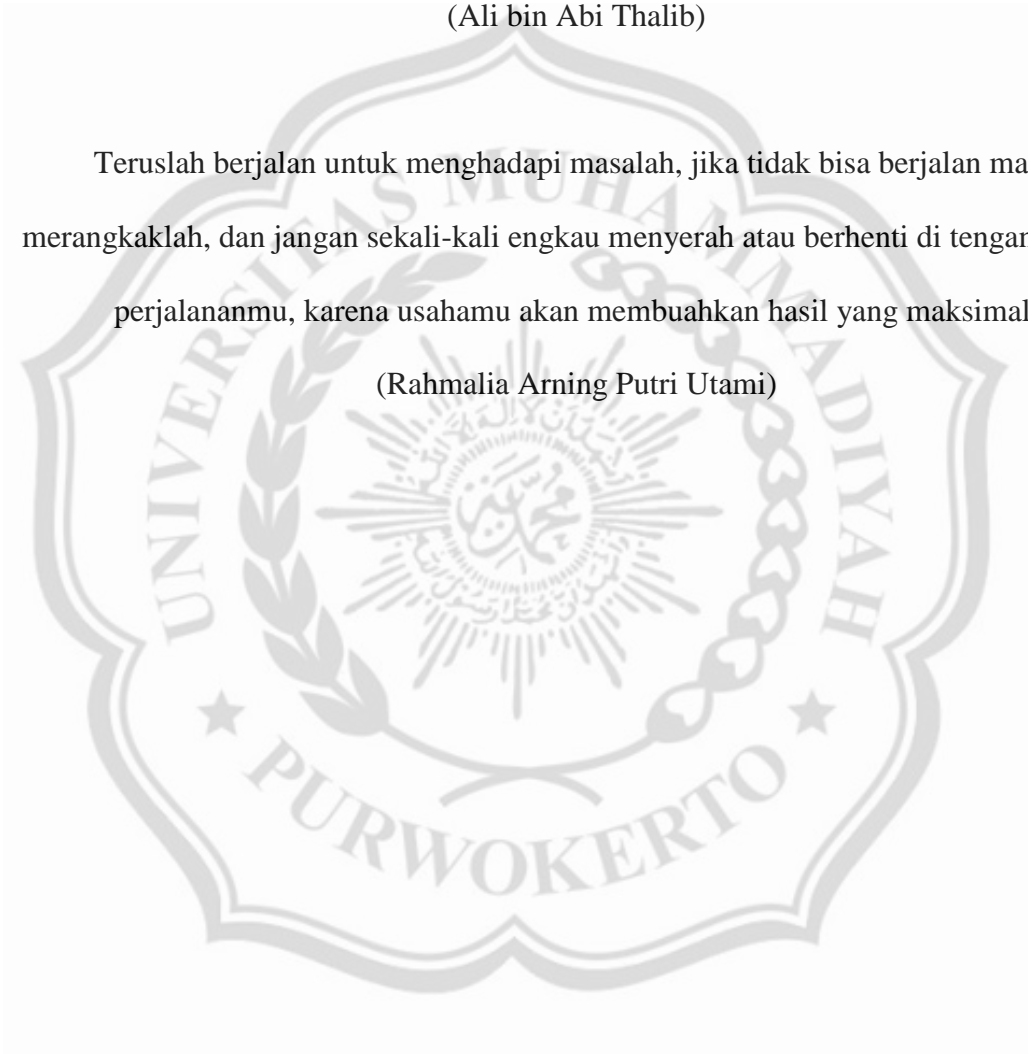 (Ali bin Abi Thalib)
Teruslah berjalan untuk menghadapi masalah, jika tidak bisa berjalan ma
merangkaklah, dan jangan sekali-kali engkau menyerah atau berhenti di tengah
perjalananmu, karena usahamu akan membuahkan hasil yang maksimal
(Rahmalia Arning Putri Utami)
UNIVERSITAS MUHAMMADIYAH
PURWOKERTO